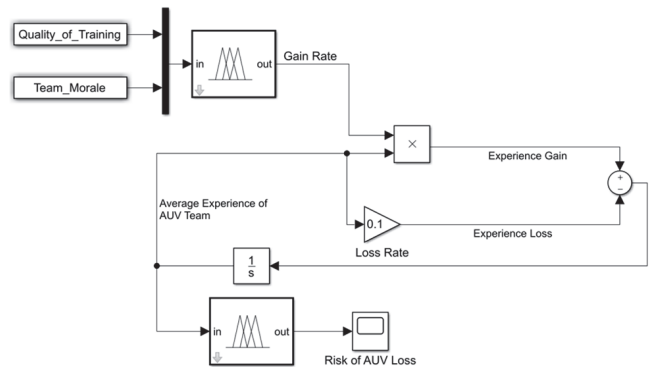 Quality_of_Training
Team_Morale
in
out
Gain Rate
×
Experience Gain
+
−
Average Experience of
AUV Team
0.1
Experience Loss
Loss Rate
1
s
in
out
Risk of AUV Loss